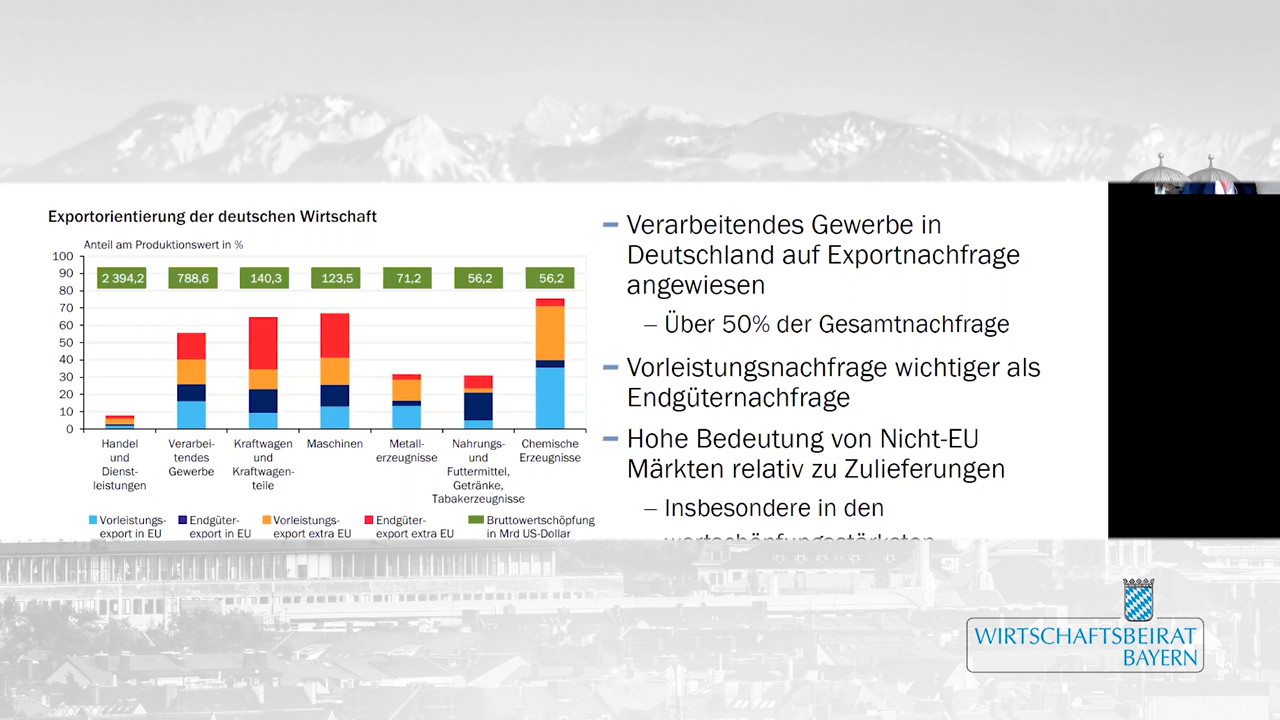 Exportorientierung der deutschen Wirtschaft
Anteil am Produktionswert in %
100
90
80
70
60
50
40
30
20
10
0
2 394,2
788,6
140,3
123,5
71,2
56,2
56,2
Handel
und
Dienst-
leistungen
Verarbei-
tendes
Gewerbe
Kraftwagen
und
Kraftwagen-
teile
Maschinen
Metall-
erzeugnisse
Nahrungs-
und
Futtermittel,
Getränke,
Tabakerzeugnisse
Chemische
Erzeugnisse
Vorleistungs-
export in EU
Endgüter-
export in EU
Vorleistungs-
export extra EU
Endgüter-
export extra EU
Bruttowertschöpfung
in Mrd US-Dollar
– Verarbeitendes Gewerbe in
Deutschland auf Exportnachfrage
angewiesen
– Über 50% der Gesamtnachfrage
– Vorleistungsnachfrage wichtiger als
Endgüternachfrage
– Hohe Bedeutung von Nicht-EU
Märkten relativ zu Zulieferungen
– Insbesondere in den
wertschöpfungsstärksten
WIRTSCHAFTSBEIRAT
BAYERN